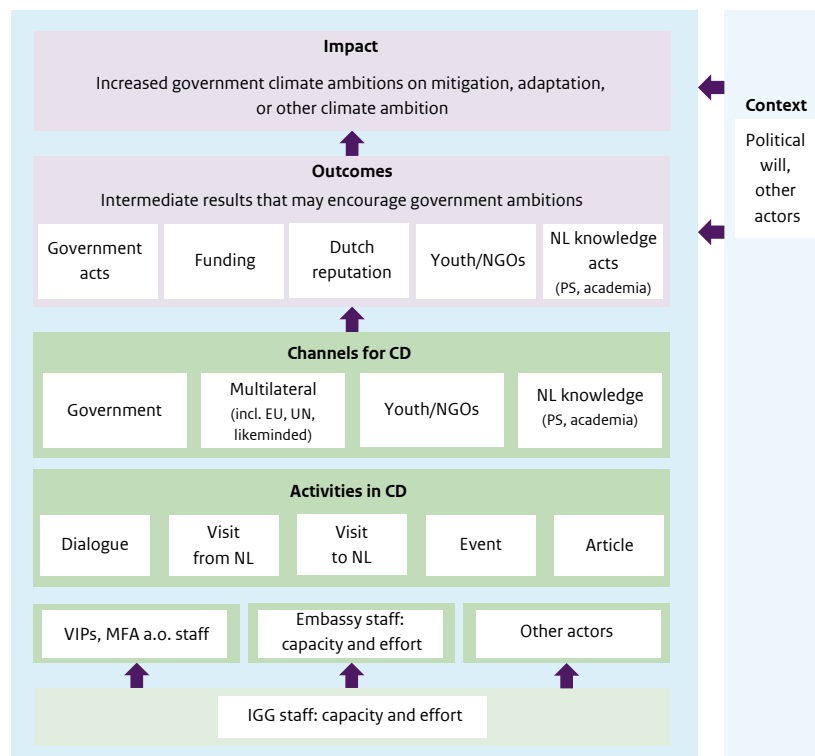 Impact
Increased government climate ambitions on mitigation, adaptation,
or other climate ambition
Context
Political
will,
other
actors
Outcomes
Intermediate results that may encourage government ambitions
Government
acts
Funding
Dutch
reputation
Youth/NGOs
NL knowledge
acts
(PS, academia)
Channels for CD
Government
Multilateral
(incl. EU, UN,
likeminded)
Youth/NGOs
NL knowledge
(PS, academia)
Activities in CD
Dialogue
Visit
from NL
Visit
to NL
Event
Article
VIPs, MFA a.o. staff
Embassy staff:
capacity and effort
Other actors
IGG staff: capacity and effort